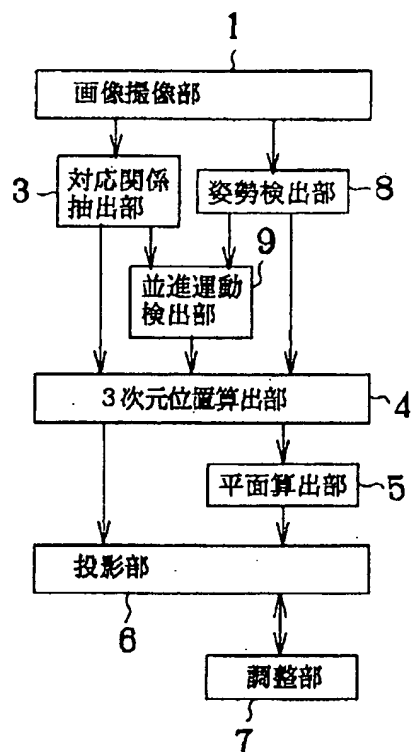 1
画像撮像部
3
対応関係
抽出部
姿勢検出部
8
9
並進運動
検出部
3次元位置算出部
4
平面算出部
5
投影部
6
調整部
7